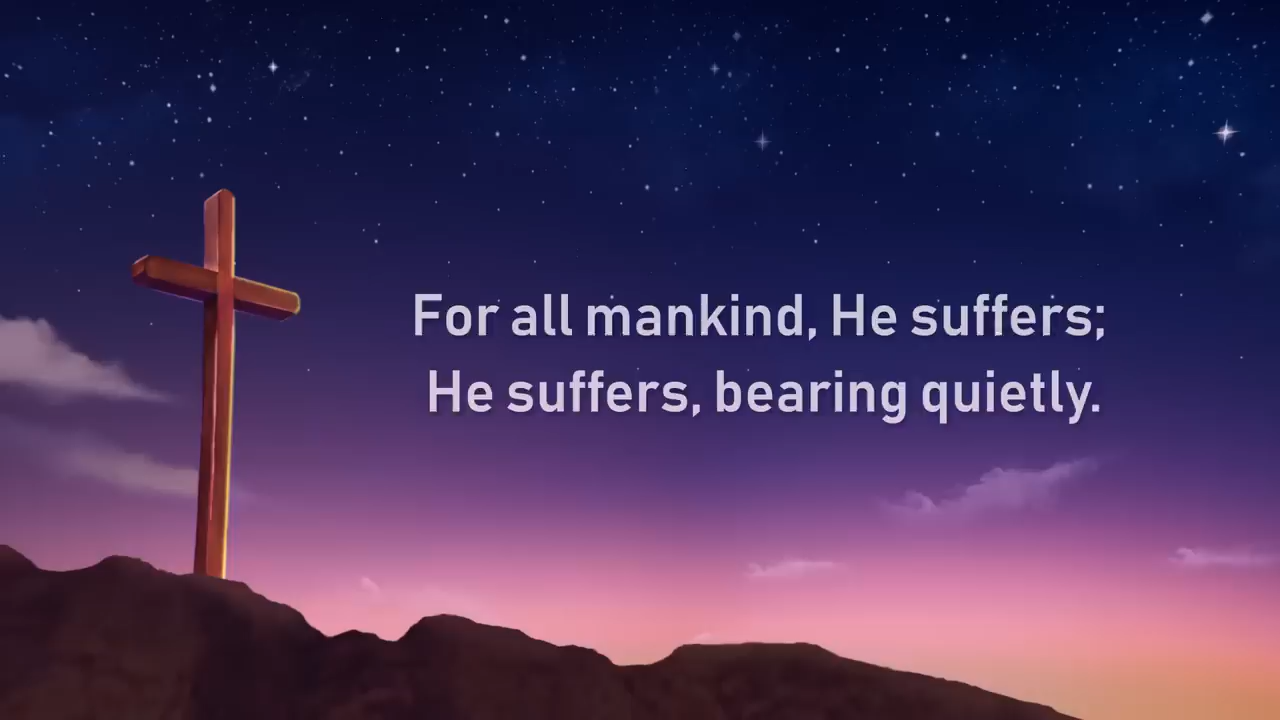 For all mankind, He suffers;
He suffers, bearing quietly.